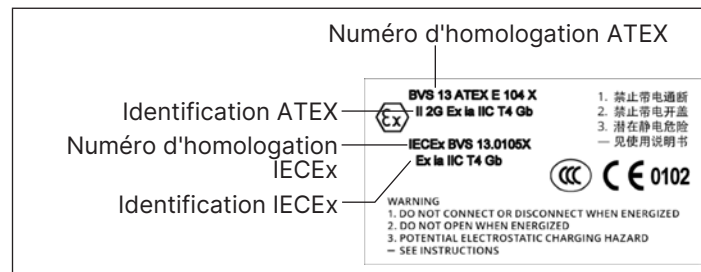 Numéro d'homologation ATEX
BVS 13 ATEX E 104 X
Identification ATEX
II 2G Ex ia IIC T4 Gb
Numéro d'homologation
IECEx
IECEx BVS 13.0105X
Identification IECEx
Ex ia IIC T4 Gb
1. 禁止带电通断
2. 禁止带电开盖
3. 潜在静电危险
— 见使用说明书
Ex
CCC CE 0102
WARNING
1. DO NOT CONNECT OR DISCONNECT WHEN ENERGIZED
2. DO NOT OPEN WHEN ENERGIZED
3. POTENTIAL ELECTROSTATIC CHARGING HAZARD
— SEE INSTRUCTIONS